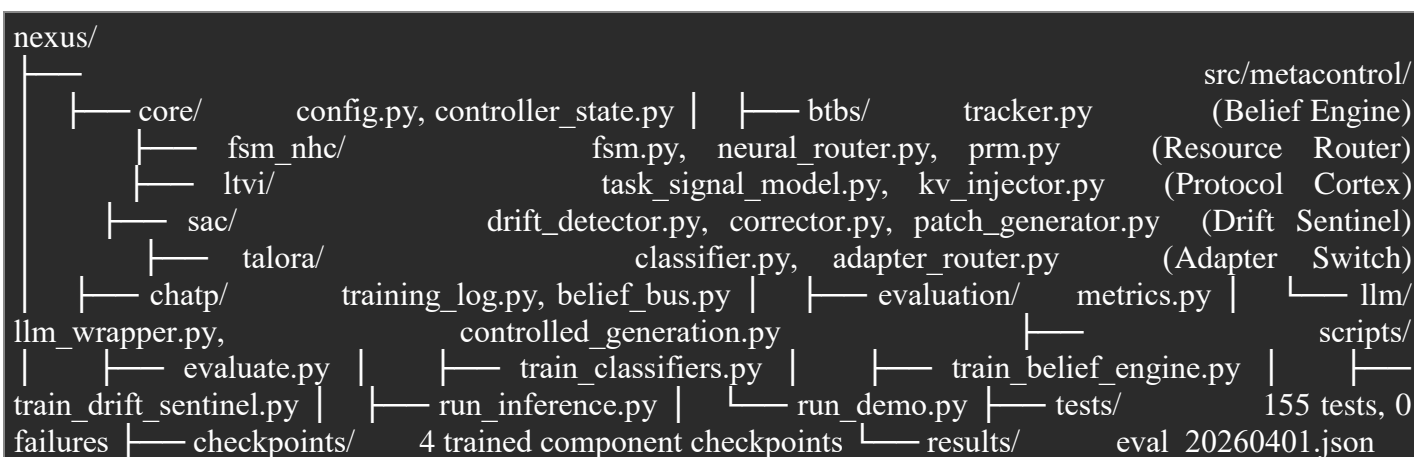 nexus/
├── src/metacontrol/
│ ├── core/ config.py, controller_state.py │ ├── btbs/ tracker.py (Belief Engine)
│ ├── fsm_nhc/ fsm.py, neural_router.py, prm.py (Resource Router)
│ ├── ltvi/ task_signal_model.py, kv_injector.py (Protocol Cortex)
│ ├── sac/ drift_detector.py, corrector.py, patch_generator.py (Drift Sentinel)
│ ├── talora/ classifier.py, adapter_router.py (Adapter Switch)
│ ├── chatp/ training_log.py, belief_bus.py │ ├── evaluation/ metrics.py │ └── llm/
llm_wrapper.py, controlled_generation.py ├── scripts/
│ ├── evaluate.py │ ├── train_classifiers.py │ ├── train_belief_engine.py │ ├──
train_drift_sentinel.py │ ├── run_inference.py │ └── run_demo.py ├── tests/ 155 tests, 0
failures ├── checkpoints/ 4 trained component checkpoints └── results/ eval_20260401.json